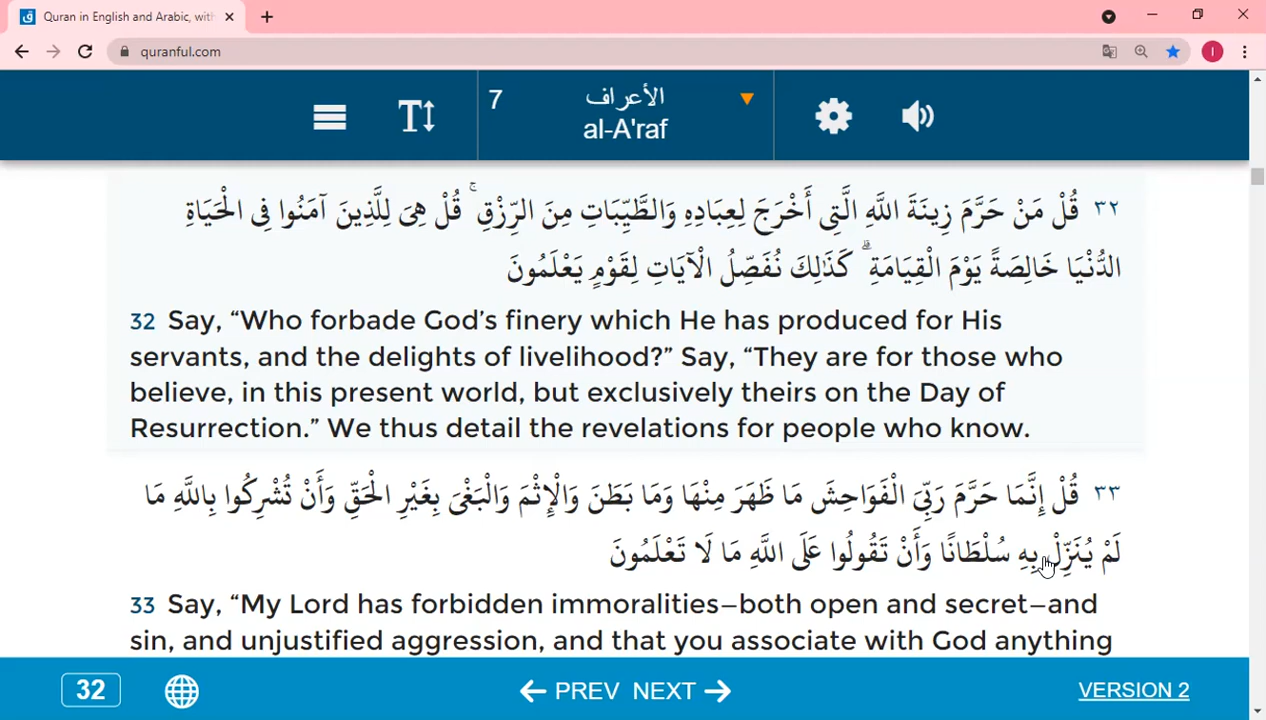 Quran in English and Arabic, with
quranful.com
7
الأعراف
al-A'raf
٣٢ قُلْ مَنْ حَرَّمَ زِينَةَ اللَّهِ الَّتِى أَخْرَجَ لِعِبَادِهِ وَالطَّيِّبَاتِ مِنَ الرِّزْقِ ۚ قُلْ هِىَ لِلَّذِينَ آمَنُوا فِى الْحَيَاةِ
الدُّنْيَا خَالِصَةً يَوْمَ الْقِيَامَةِ ۗ كَذَٰلِكَ نُفَصِّلُ الْآيَاتِ لِقَوْمٍ يَعْلَمُونَ
32 Say, “Who forbade God’s finery which He has produced for His
servants, and the delights of livelihood?” Say, “They are for those who
believe, in this present world, but exclusively theirs on the Day of
Resurrection.” We thus detail the revelations for people who know.
٣٣ قُلْ إِنَّمَا حَرَّمَ رَبِّىَ الْفَوَاحِشَ مَا ظَهَرَ مِنْهَا وَمَا بَطَنَ وَالْإِثْمَ وَالْبَغْىَ بِغَيْرِ الْحَقِّ وَأَنْ تُشْرِكُوا بِاللَّهِ مَا
لَمْ يُنَزِّلْ بِهِ سُلْطَانًا وَأَنْ تَقُولُوا عَلَى اللَّهِ مَا لَا تَعْلَمُونَ
33 Say, “My Lord has forbidden immoralities—both open and secret—and
sin, and unjustified aggression, and that you associate with God anything
32
PREV NEXT
VERSION 2